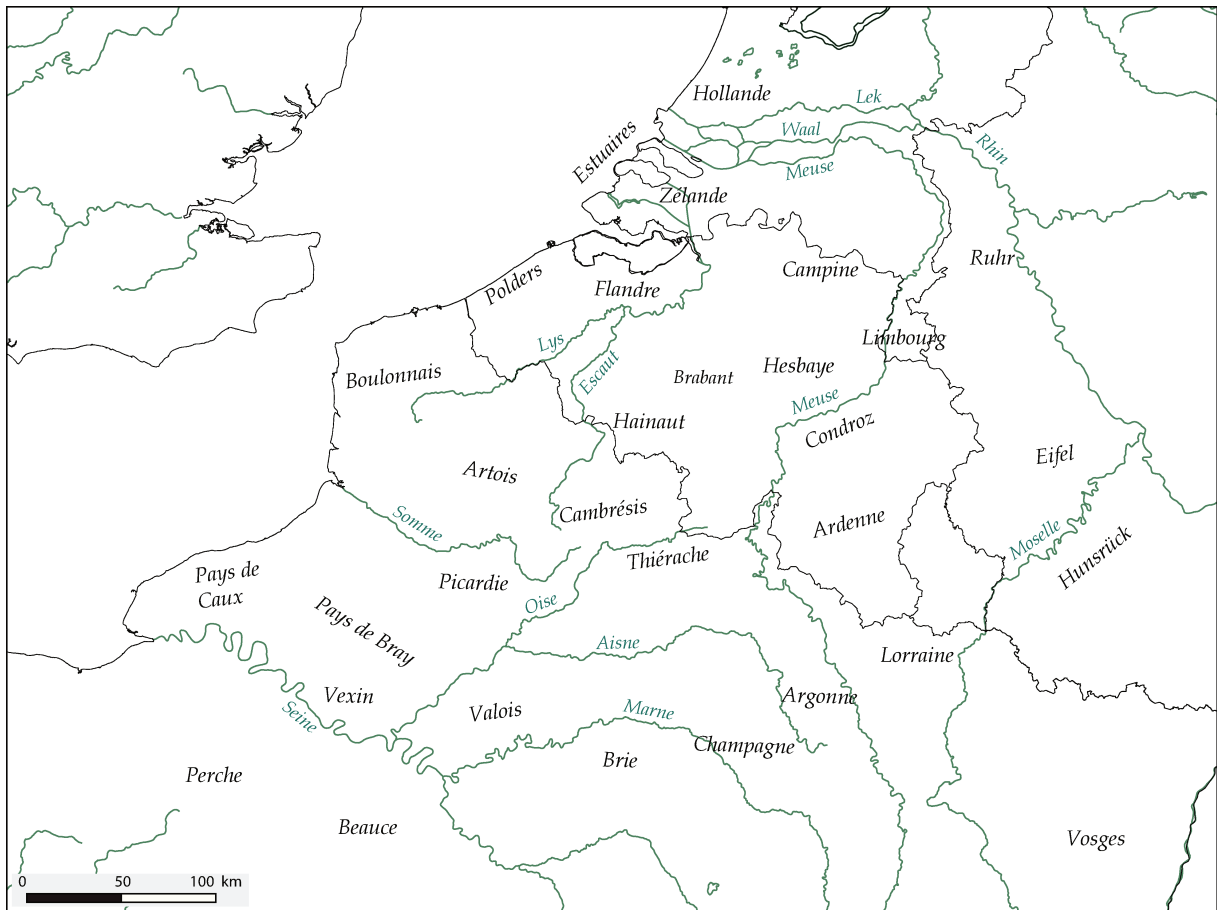 Hollande
Lek
Waal
Rhin
Estuaires
Meuse
Zélande
Ruhr
Campine
Polders
Flandre
Lys
Limbourg
Escaut
Boulonnais
Brabant
Hesbaye
Meuse
Hainaut
Condroz
Eifel
Artois
Cambrésis
Somme
Ardenne
Moselle
Thiérache
Hunsrück
Pays de
Caux
Picardie
Oise
Pays de Bray
Aisne
Lorraine
Vexin
Argonne
Valois
Marne
Seine
Champagne
Brie
Perche
Beauce
Vosges
0 50 100 km